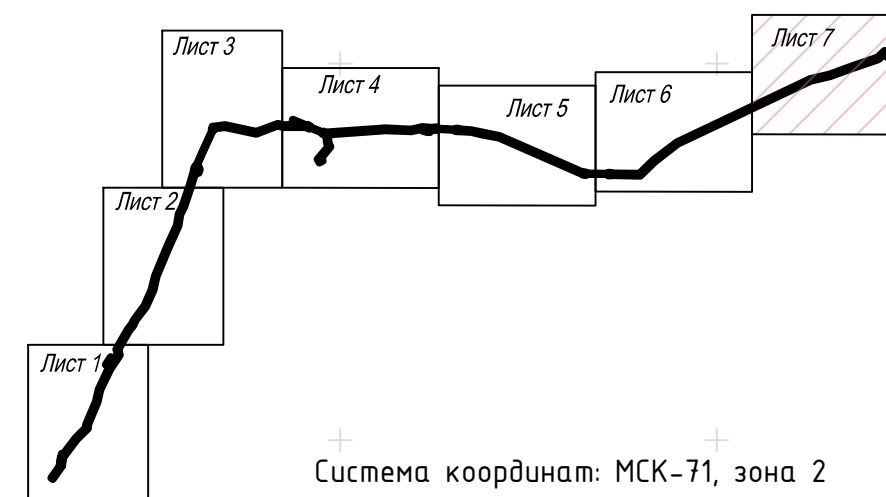 Лист 7
Лист 3
Лист 4
Лист 6
Лист 5
Лист 2
Лист 1
Система координат: МСК-71, зона 2